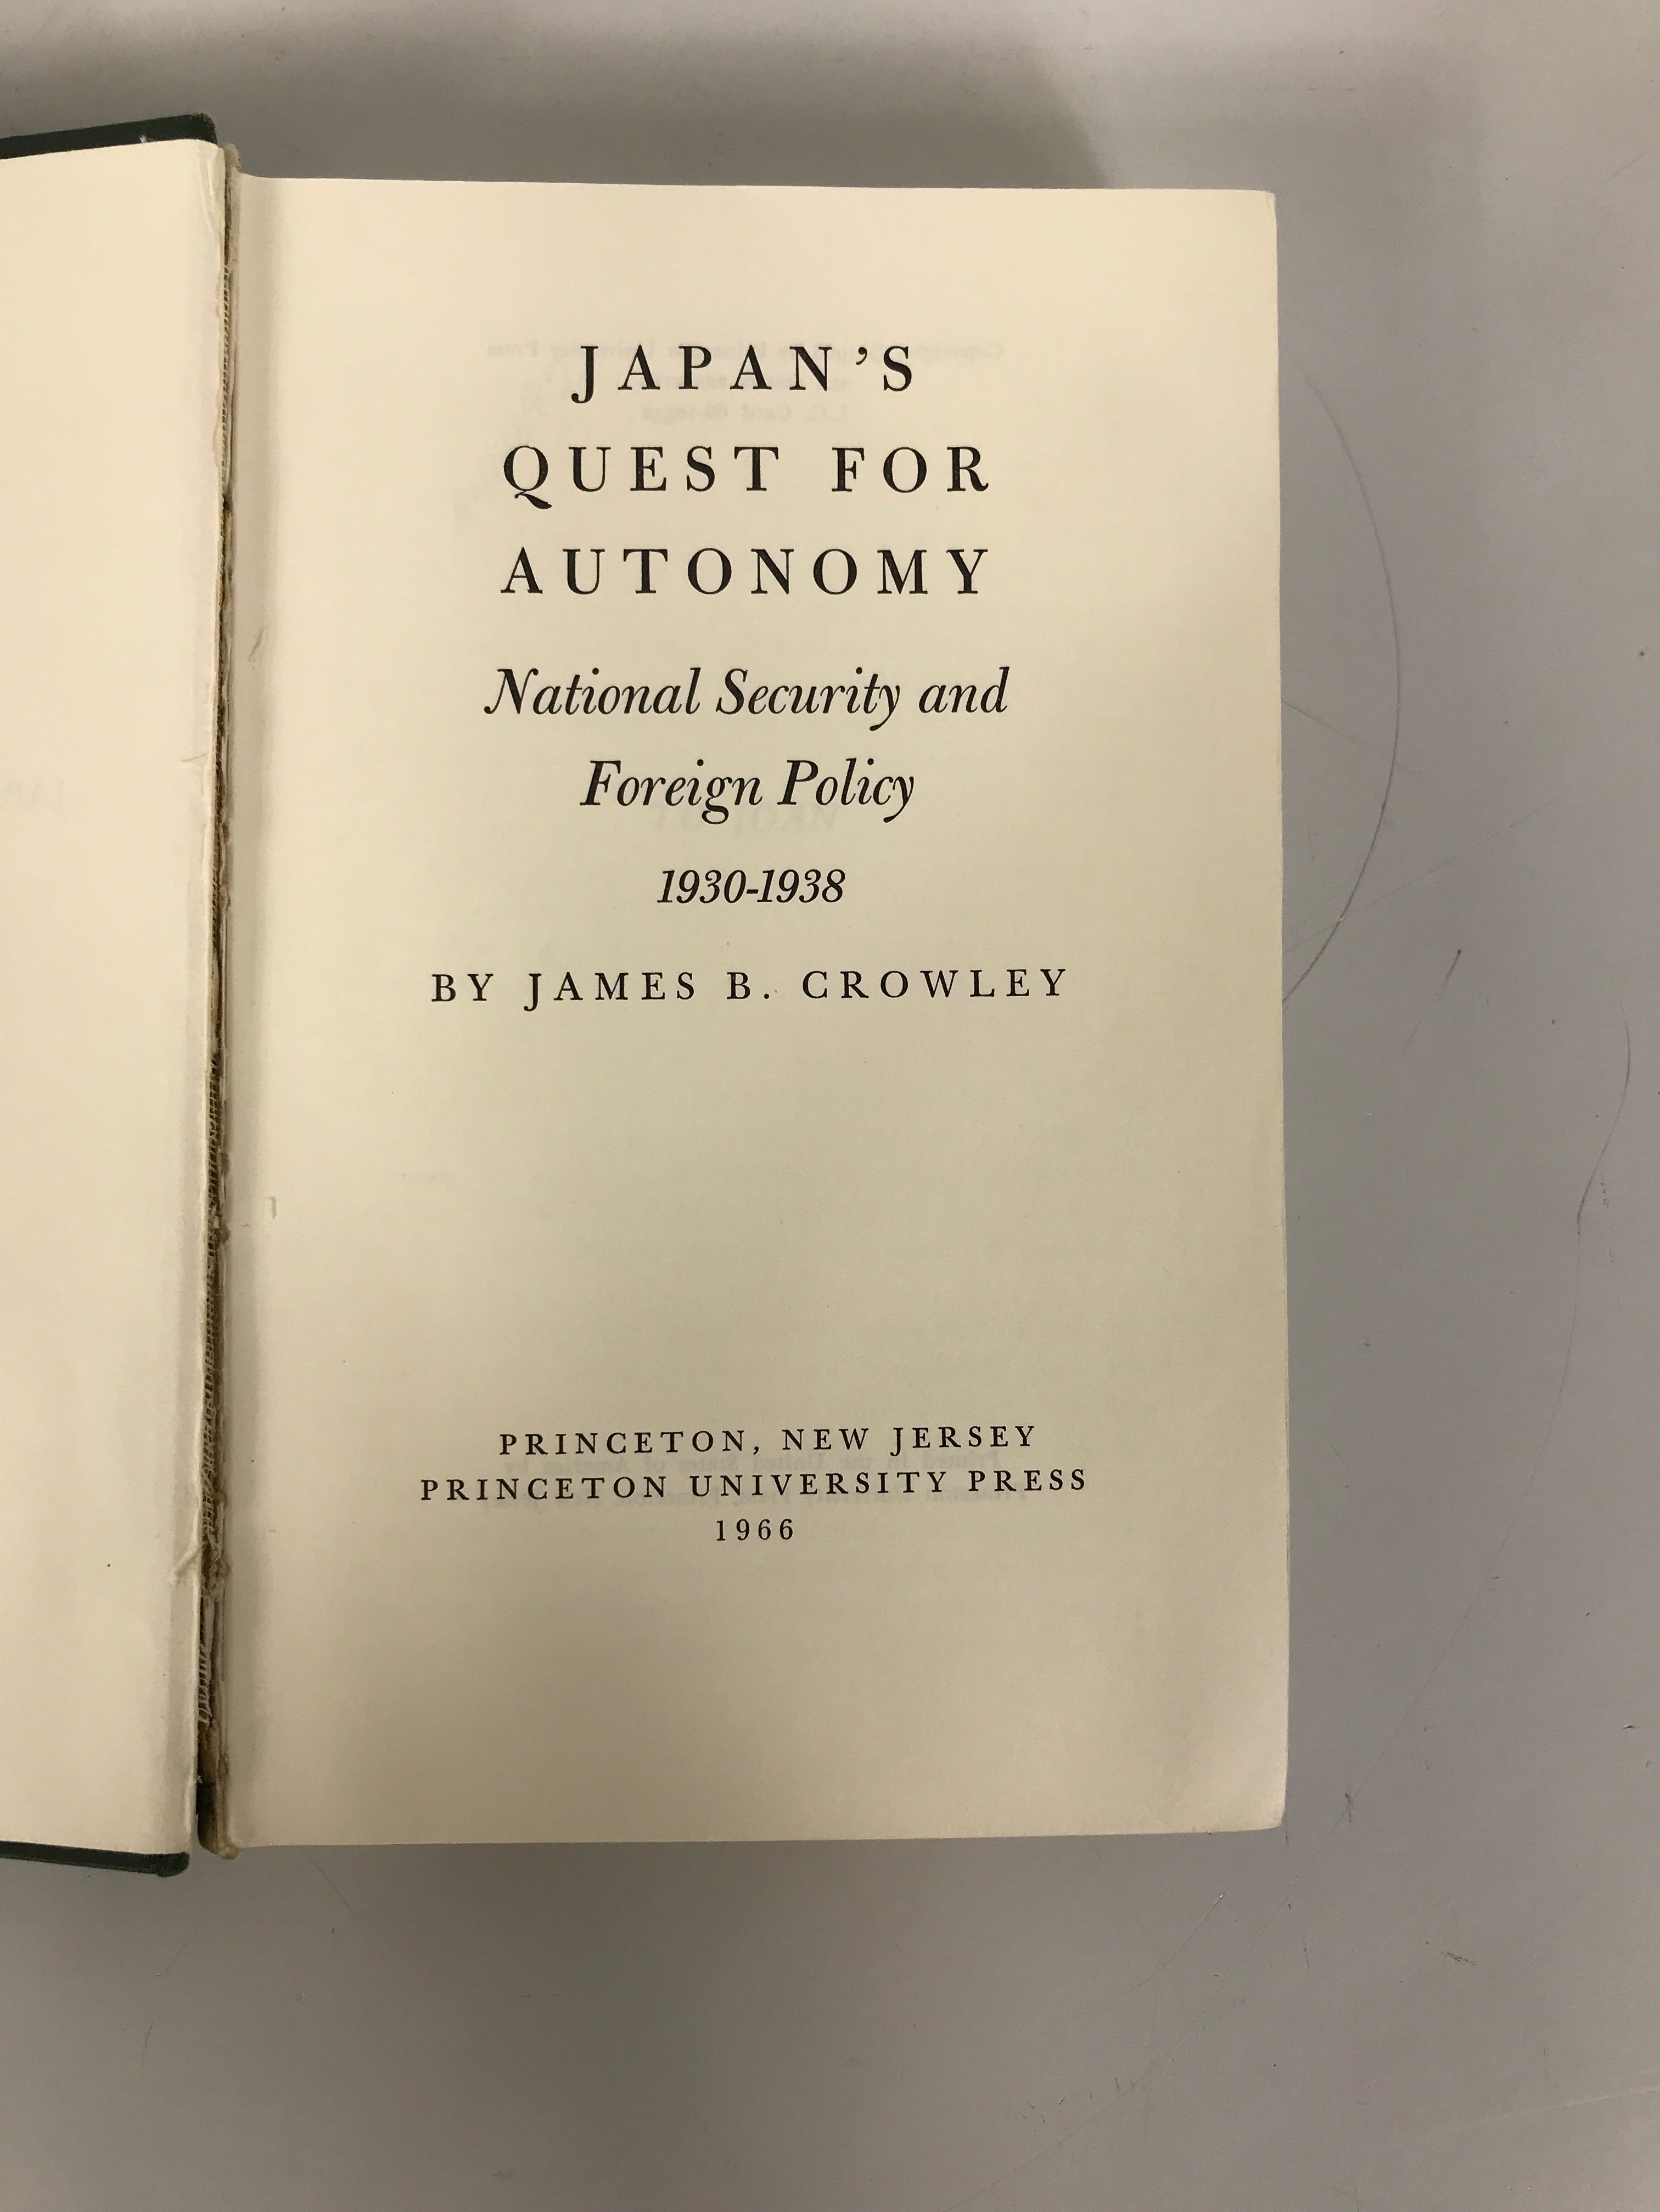 JAPAN'S
QUEST FOR
AUTONOMY
National Security and
Foreign Policy
1930-1938
BY JAMES B. CROWLEY
PRINCETON, NEW JERSEY
PRINCETON UNIVERSITY PRESS
1966